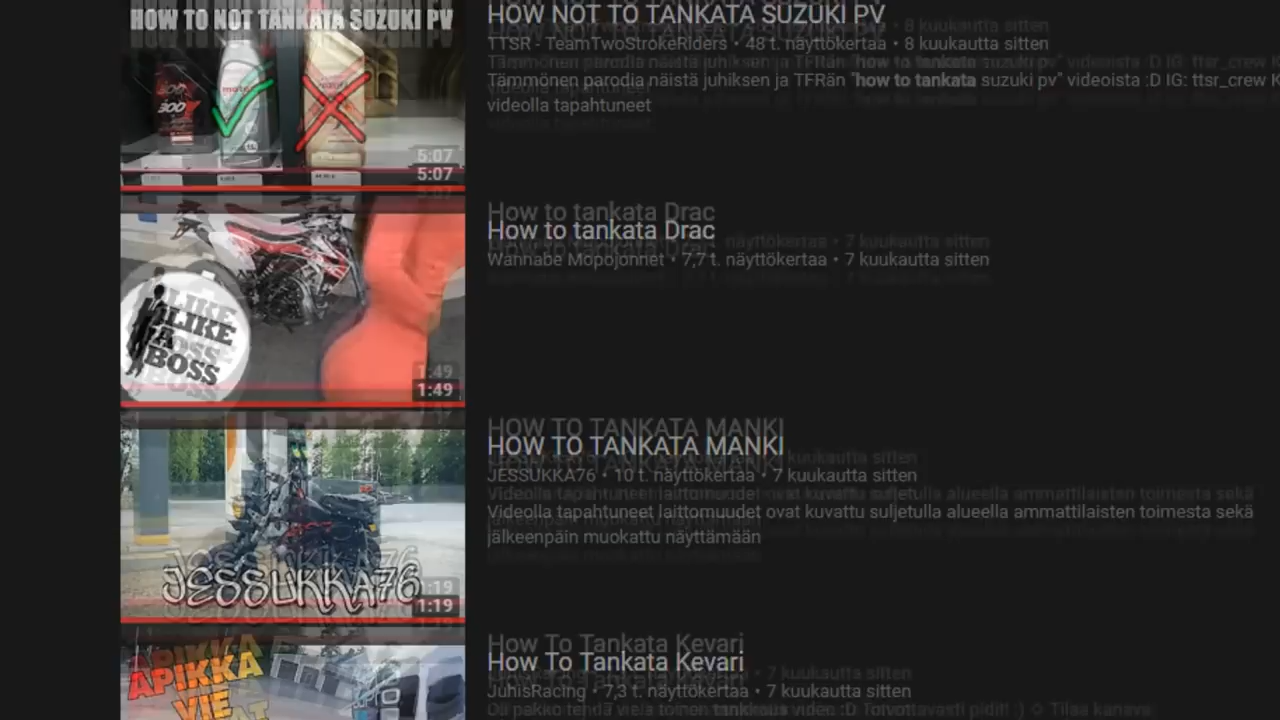 HOW TO NOT TANKATA SUZUKI PV
300
motul
5:07
HOW NOT TO TANKATA SUZUKI PV
TTSR - TeamTwoStrokeRiders • 48 t. näyttökertaa • 8 kuukautta sitten
Tämmönen parodia näistä juhiksen ja TFRän "how to tankata suzuki pv" videoista :D IG: ttsr_crew K
videolla tapahtuneet
LIKE
A
BOSS
1:49
How to tankata Drac
Wannabe Mopojonnet • 7,7 t. näyttökertaa • 7 kuukautta sitten
JESSUKKA76
1:19
HOW TO TANKATA MANKI
JESSUKKA76 • 10 t. näyttökertaa • 7 kuukautta sitten
Videolla tapahtuneet laittomuudet ovat kuvattu suljetulla alueella ammattilaisten toimesta sekä
jälkeenpäin muokattu näyttämään
APIKKA
VIE
How To Tankata Kevari
JuhisRacing • 7,3 t. näyttökertaa • 7 kuukautta sitten